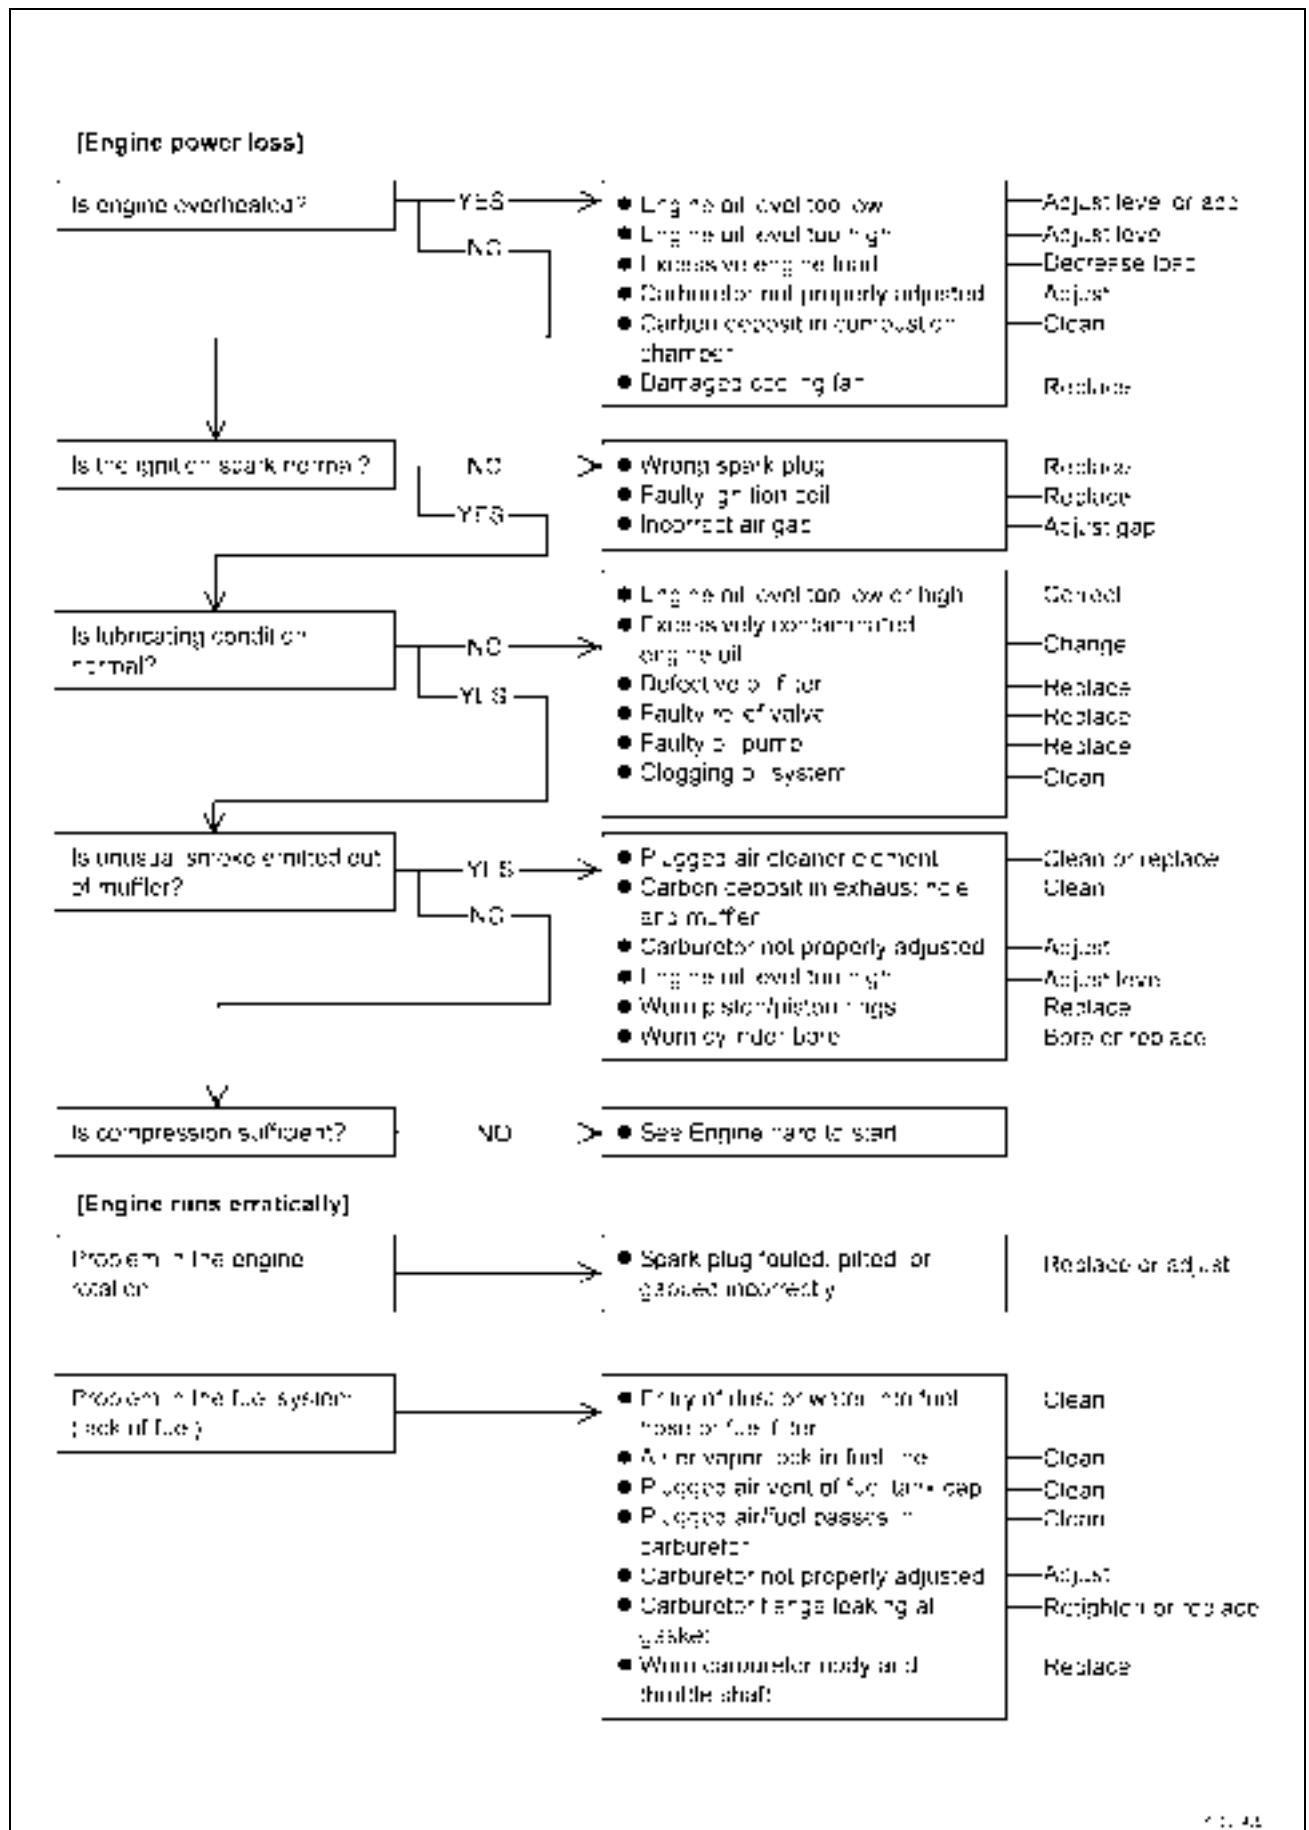 [Engine power loss]
Is engine overheated?
YES
NO
● Engine oil level too low
Adjust level or add
● Engine oil level too high
Adjust level
● Excessive engine load
Decrease load
● Carburetor not properly adjusted
Adjust
● Carbon deposit in combustion
chamber
Clean
● Damaged cooling fan
Replace
Is the ignition spark normal?
NO
YES
● Wrong spark plug
Replace
● Faulty ignition coil
Replace
● Incorrect air gap
Adjust gap
Is lubricating condition
normal?
NO
YES
● Engine oil level too low or high
Correct
● Excessively contaminated
engine oil
Change
● Defective oil filter
Replace
● Faulty relief valve
Replace
● Faulty oil pump
Replace
● Clogging oil system
Clean
Is unusual smoke emitted out
of muffler?
YES
NO
● Plugged air cleaner element
Clean or replace
● Carbon deposit in exhaust hole
and muffler
Clean
● Carburetor not properly adjusted
Adjust
● Engine oil level too high
Adjust level
● Worn piston/piston rings
Replace
● Worn cylinder bore
Bore or replace
Is compression sufficient?
NO
● See Engine hard to start
[Engine runs erratically]
Problem in the engine
rotation
● Spark plug fouled, pitted, or
gapped incorrectly
Replace or adjust
Problem in the fuel system
(lack of fuel)
● Entry of dust or water into fuel
hose or fuel filter
Clean
● Air or vapor lock in fuel line
Clean
● Plugged air vent of fuel tank cap
Clean
● Plugged air/fuel passes in
carburetor
Clean
● Carburetor not properly adjusted
Adjust
● Carburetor flange leaking at
gasket
Retighten or replace
● Worn carburetor body and
throttle shaft
Replace